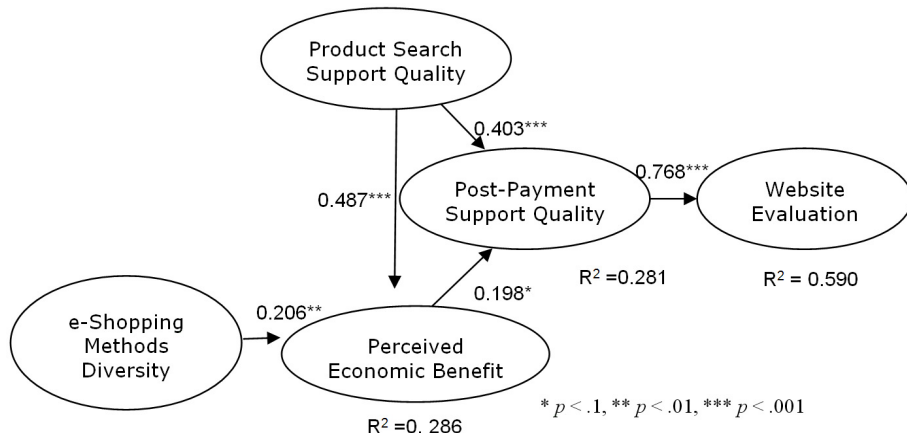 Product Search
Support Quality
0.403***
0.487***
Post-Payment
Support Quality
0.768***
Website
Evaluation
R² =0.281
R² = 0.590
e-Shopping
Methods
Diversity
0.206**
0.198*
Perceived
Economic Benefit
R² =0. 286
* p < .1, ** p < .01, *** p < .001